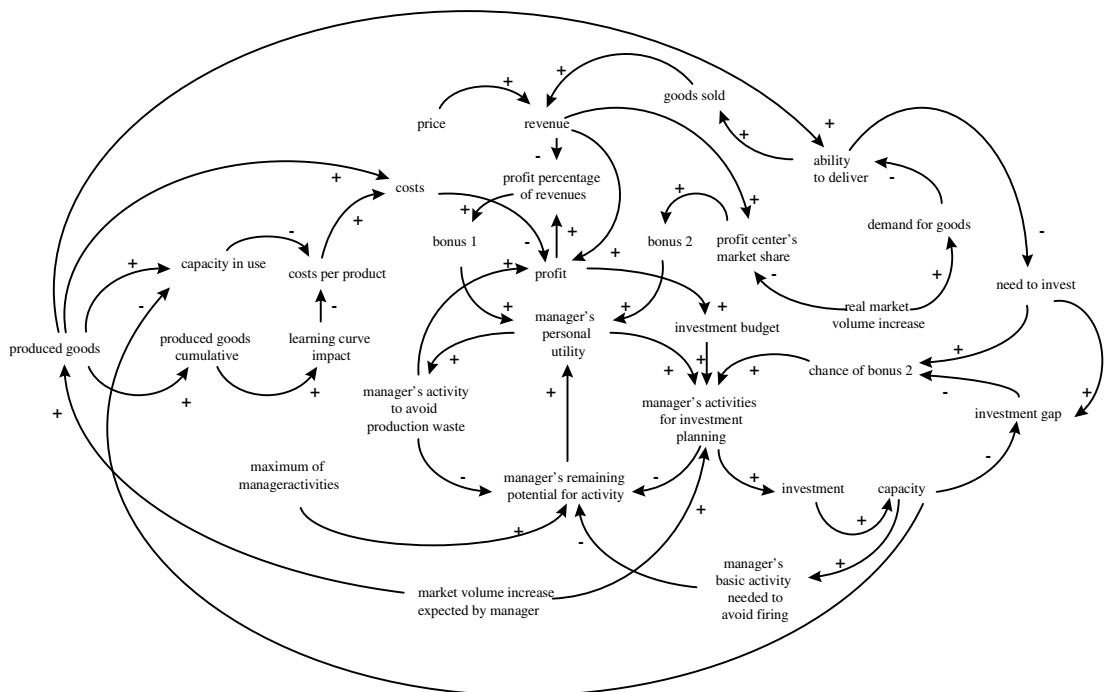 goods sold
price
revenue
ability
to deliver
profit percentage
of revenues
costs
demand for goods
bonus 1
bonus 2
profit center's
market share
capacity in use
costs per product
profit
need to invest
real market
volume increase
manager's
personal
utility
investment budget
produced goods
produced goods
cumulative
learning curve
impact
chance of bonus 2
manager's activity
to avoid
production waste
manager's activities
for investment
planning
investment gap
maximum of
manageractivities
manager's remaining
potential for activity
investment
capacity
manager's
basic activity
needed to
avoid firing
market volume increase
expected by manager
+
+
+
+
-
+
-
+
+
+
+
-
+
-
-
+
+
-
+
+
-
+
-
+
+
+
-
+
+
+
+
+
+
+
-
+
+
+
+
-
-
+
-
+
+
+
-
+